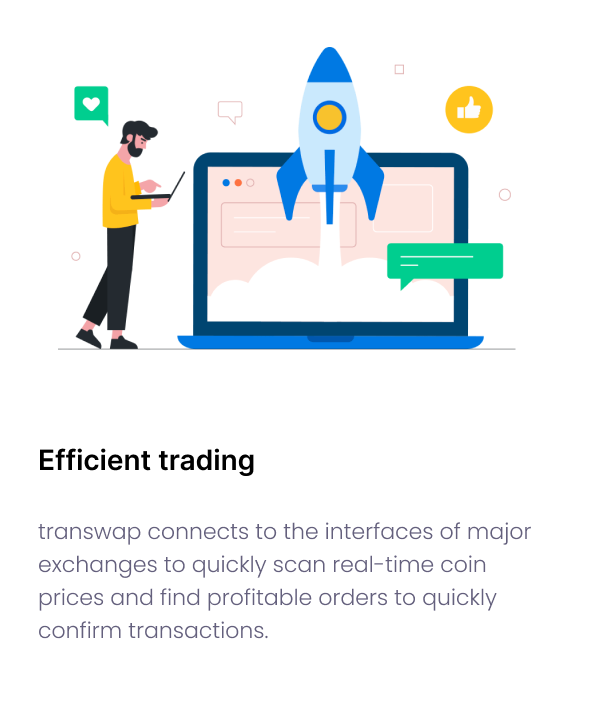 Efficient trading
transwap connects to the interfaces of major
exchanges to quickly scan real-time coin
prices and find profitable orders to quickly
confirm transactions.